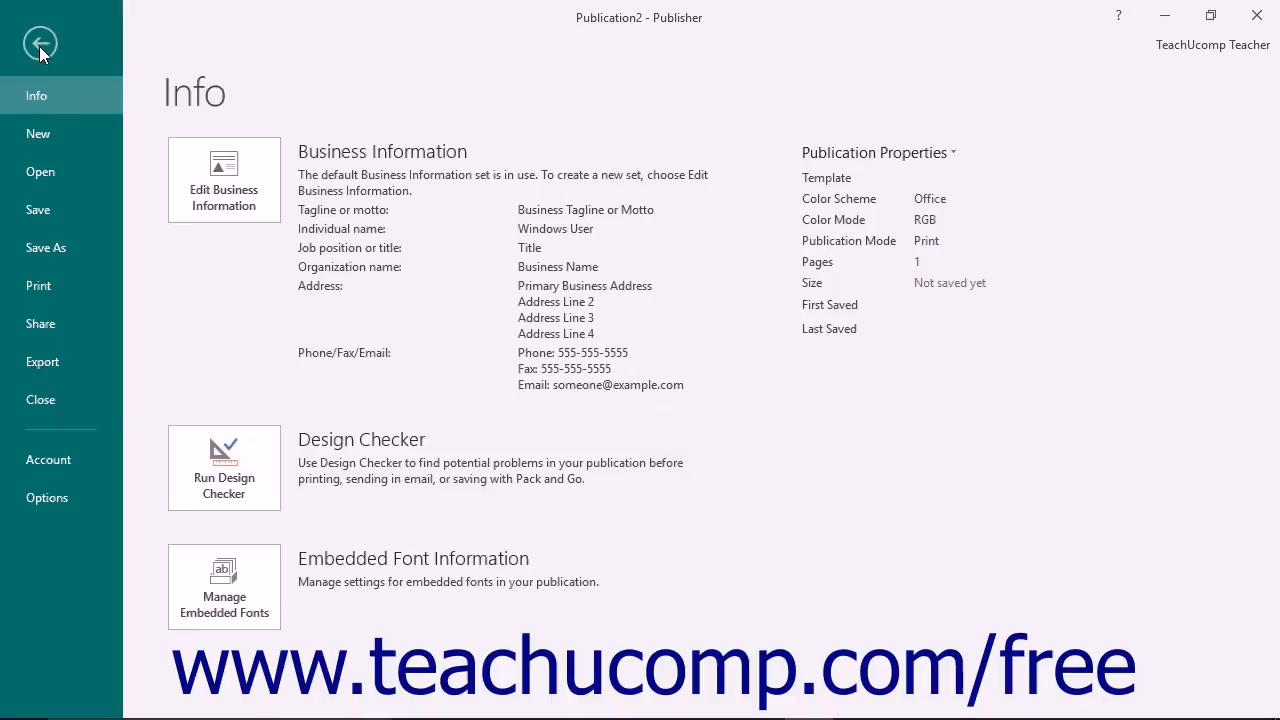 Publication2 - Publisher
?
TeachUcomp Teacher
Info
New
Open
Save
Save As
Print
Share
Export
Close
Account
Options
Info
Edit Business
Information
Business Information
The default Business Information set is in use. To create a new set, choose Edit
Business Information.
Tagline or motto: Business Tagline or Motto
Individual name: Windows User
Job position or title: Title
Organization name: Business Name
Address: Primary Business Address
Address Line 2
Address Line 3
Address Line 4
Phone/Fax/Email: Phone: 555-555-5555
Fax: 555-555-5555
Email: someone@example.com
Publication Properties
Template
Color Scheme Office
Color Mode RGB
Publication Mode Print
Pages 1
Size Not saved yet
First Saved
Last Saved
Run Design
Checker
Design Checker
Use Design Checker to find potential problems in your publication before
printing, sending in email, or saving with Pack and Go.
ab
Manage
Embedded Fonts
Embedded Font Information
Manage settings for embedded fonts in your publication.
www.teachucomp.com/free